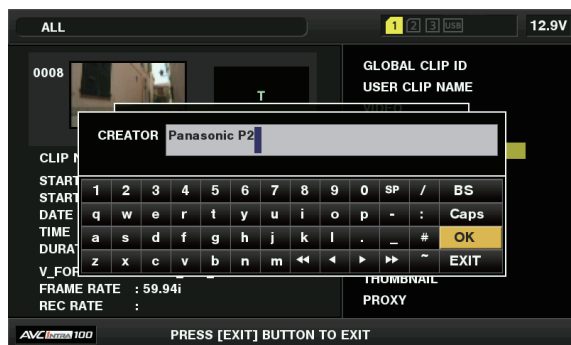 ALL 1 2 3 USB 12.9V
0008 T
GLOBAL CLIP ID
USER CLIP NAME
VIDEO
CREATOR Panasonic P2
CLIP
START
START
DATE
TIME
DURAT
V_FOR
FRAME RATE : 59.94i
REC RATE :
1 2 3 4 5 6 7 8 9 0 SP / BS
q w e r t y u i o p - : Caps
a s d f g h j k l . _ # OK
z x c v b n m ◀◀ ◀ ▶ ▶▶ ~ EXIT
THUMBNAIL
PROXY
AVC INTRA 100 PRESS [EXIT] BUTTON TO EXIT